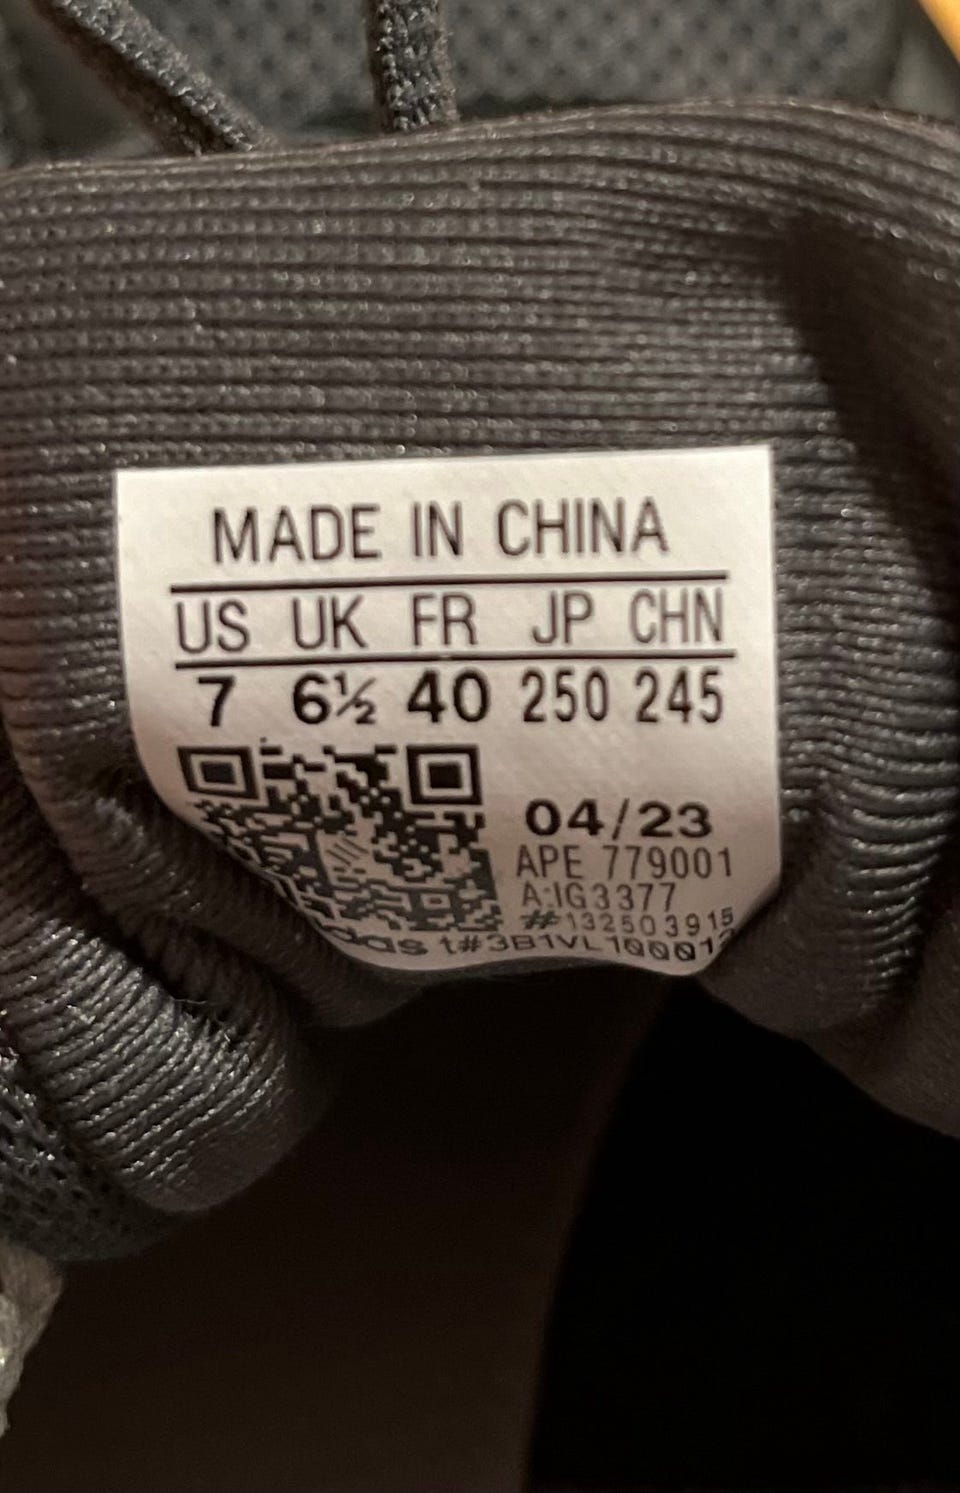 MADE IN CHINA
US UK FR JP CHN
7 6½ 40 250 245
04/23
APE 779001
A:IG3377
#132503915
t#3B1VL